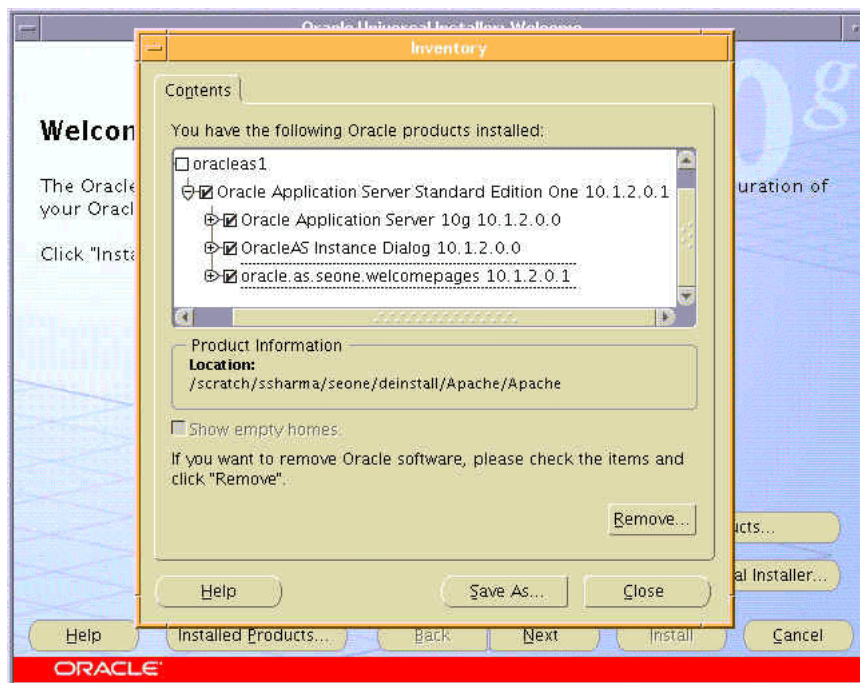 Oracle Universal Installer: Welcome
Inventory
Contents
Welcon
You have the following Oracle products installed:
oracleas1
Oracle Application Server Standard Edition One 10.1.2.0.1
Oracle Application Server 10g 10.1.2.0.0
OracleAS Instance Dialog 10.1.2.0.0
oracle.as.seone.welcomepages 10.1.2.0.1
The Oracle
uration of
your Oracl
Click "Insta
0g
Product Information
Location:
/scratch/ssharma/seone/deinstall/Apache/Apache
Show empty homes.
If you want to remove Oracle software, please check the items and
click "Remove".
Remove...
ucts...
al Installer...
Help
Save As...
Close
Help
Installed Products...
Back
Next
Install
Cancel
ORACLE